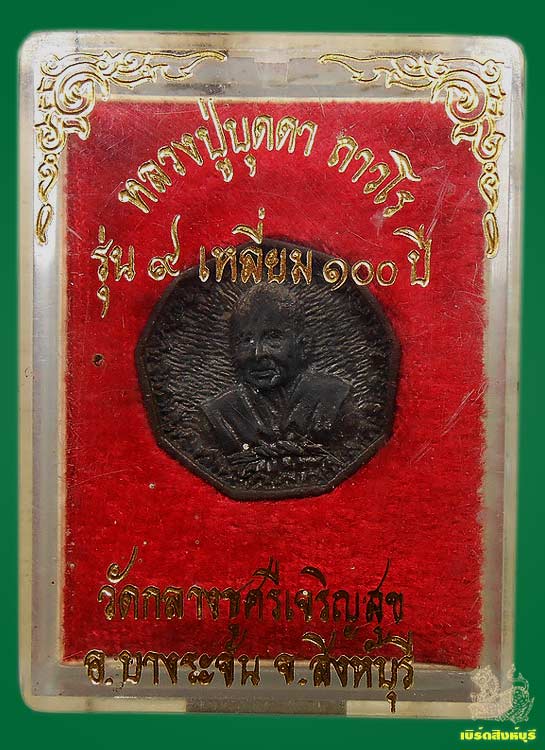 หลวงปู่บุดดา ถาวโร
รุ่น ๙ เหลี่ยม ๑๐๐ ปี
วัดกลางชูศรีเจริญสุข
อ.บางระจัน จ.สิงห์บุรี
เบิร์ดสิงห์บุรี